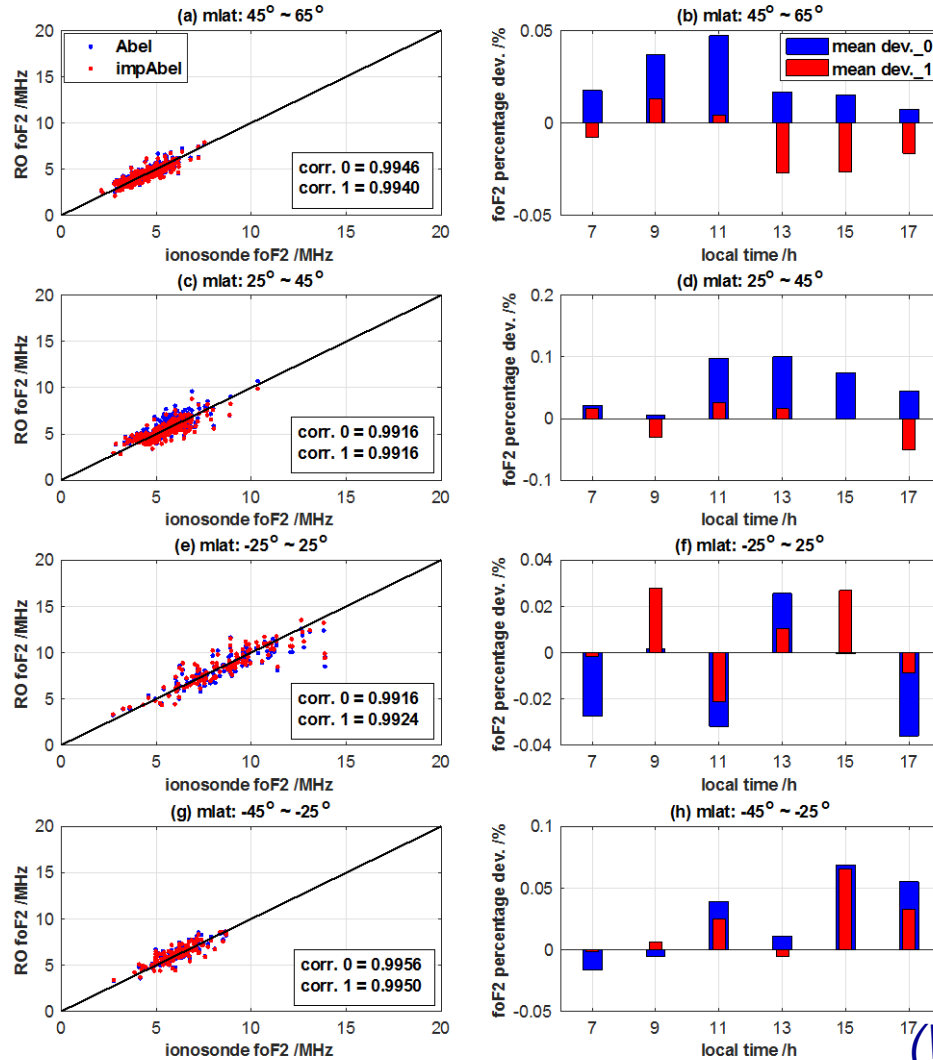 (a) mlat: 45° ~ 65°
20
15
10
5
0
RO foF2 /MHz
Abel
impAbel
corr. 0 = 0.9946
corr. 1 = 0.9940
0 5 10 15 20
ionosonde foF2 /MHz
(b) mlat: 45° ~ 65°
0.05
0
-0.05
foF2 percentage dev. /%
mean dev._0
mean dev._1
7 9 11 13 15 17
local time /h
(c) mlat: 25° ~ 45°
20
15
10
5
0
RO foF2 /MHz
corr. 0 = 0.9916
corr. 1 = 0.9916
0 5 10 15 20
ionosonde foF2 /MHz
(d) mlat: 25° ~ 45°
0.2
0.1
0
-0.1
foF2 percentage dev. /%
7 9 11 13 15 17
local time /h
(e) mlat: -25° ~ 25°
20
15
10
5
0
RO foF2 /MHz
corr. 0 = 0.9916
corr. 1 = 0.9924
0 5 10 15 20
ionosonde foF2 /MHz
(f) mlat: -25° ~ 25°
0.04
0.02
0
-0.02
-0.04
foF2 percentage dev. /%
7 9 11 13 15 17
local time /h
(g) mlat: -45° ~ -25°
20
15
10
5
0
RO foF2 /MHz
corr. 0 = 0.9956
corr. 1 = 0.9950
0 5 10 15 20
ionosonde foF2 /MHz
(h) mlat: -45° ~ -25°
0.1
0.05
0
-0.05
foF2 percentage dev. /%
7 9 11 13 15 17
local time /h